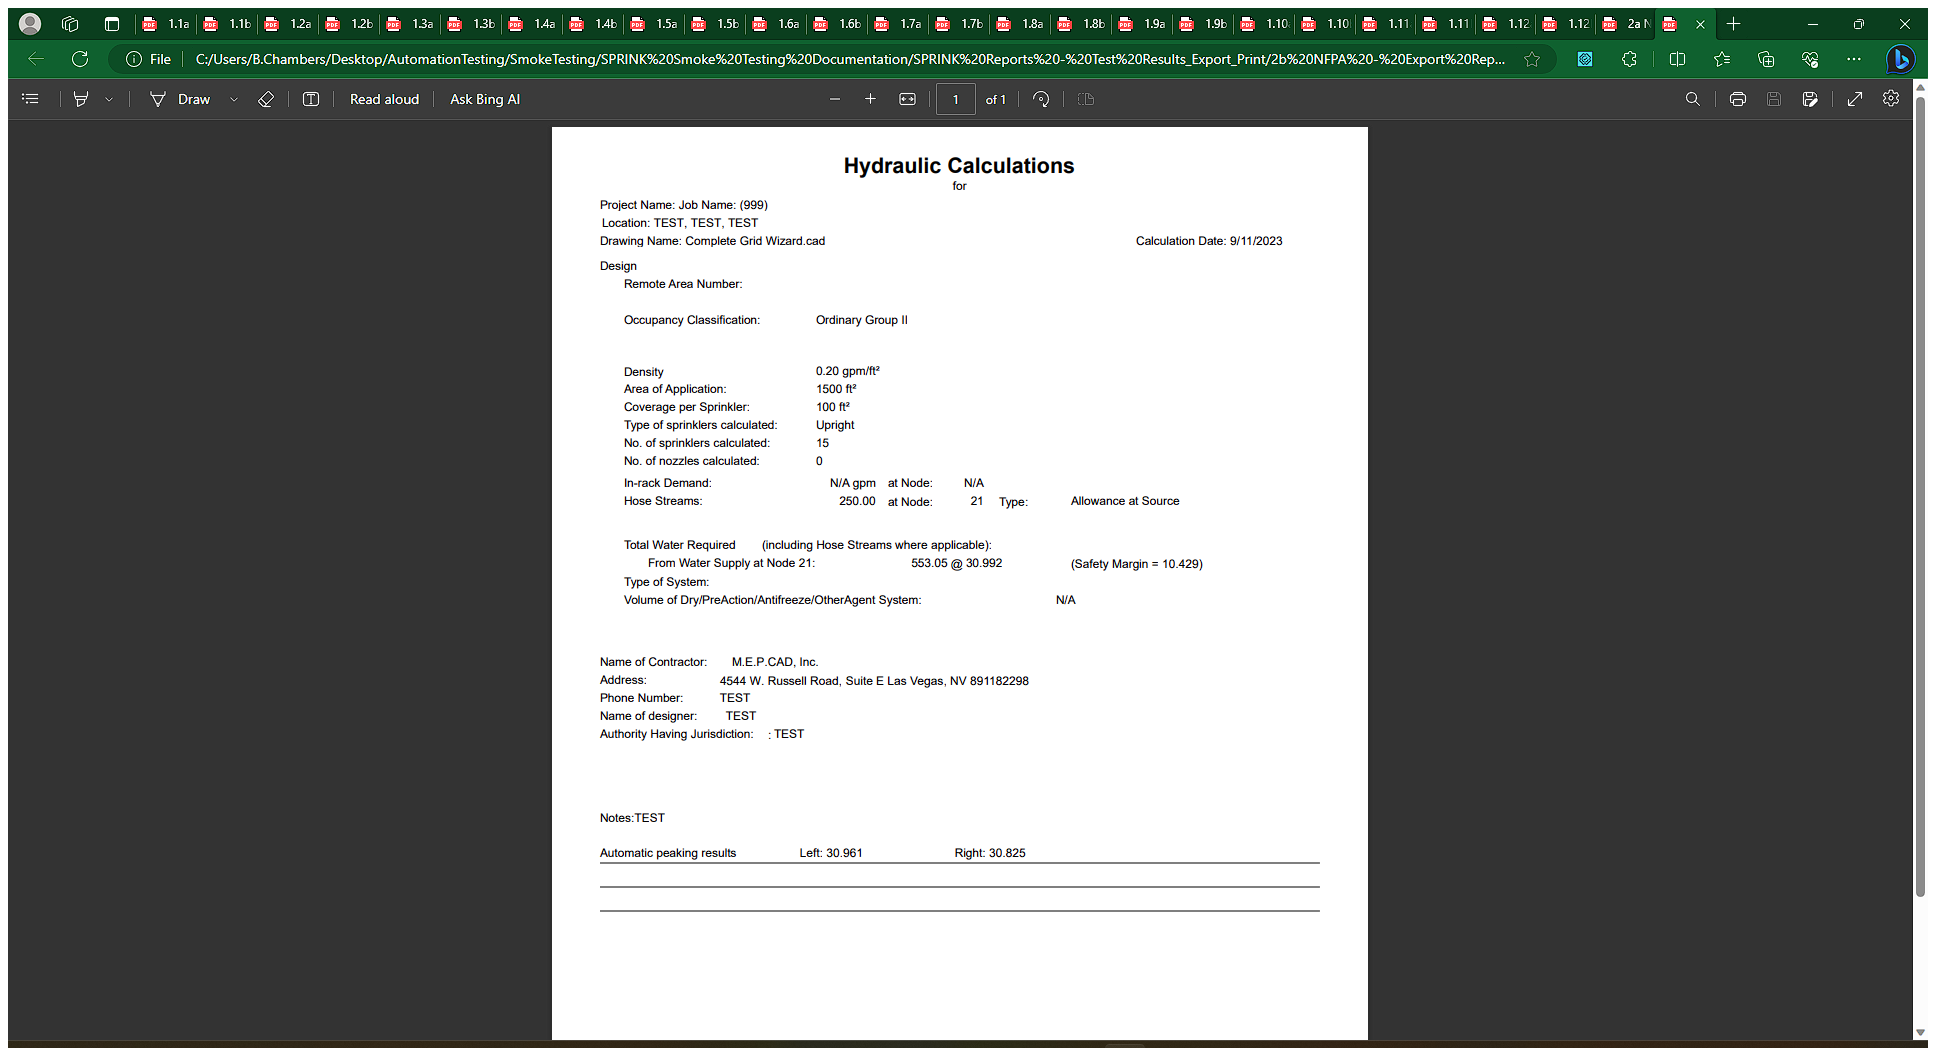 1.1a 1.1b 1.2a 1.2b 1.3a 1.3b 1.4a 1.4b 1.5a 1.5b 1.6a 1.6b 1.7a 1.7b 1.8a 1.8b 1.9a 1.9b 1.10 1.10 1.11 1.11 1.12 1.12 2a N
File C:/Users/B.Chambers/Desktop/AutomationTesting/SmokeTesting/SPRINK%20Smoke%20Testing%20Documentation/SPRINK%20Reports%20-%20Test%20Results_Export_Print/2b%20NFPA%20-%20Export%20Rep...
Draw Read aloud Ask Bing AI 1 of 1
Hydraulic Calculations
for
Project Name: Job Name: (999)
Location: TEST, TEST, TEST
Drawing Name: Complete Grid Wizard.cad Calculation Date: 9/11/2023
Design
Remote Area Number:
Occupancy Classification: Ordinary Group II
Density 0.20 gpm/ft²
Area of Application: 1500 ft²
Coverage per Sprinkler: 100 ft²
Type of sprinklers calculated: Upright
No. of sprinklers calculated: 15
No. of nozzles calculated: 0
In-rack Demand: N/A gpm at Node: N/A
Hose Streams: 250.00 at Node: 21 Type: Allowance at Source
Total Water Required (including Hose Streams where applicable):
From Water Supply at Node 21: 553.05 @ 30.992 (Safety Margin = 10.429)
Type of System:
Volume of Dry/PreAction/Antifreeze/OtherAgent System: N/A
Name of Contractor: M.E.P.CAD, Inc.
Address: 4544 W. Russell Road, Suite E Las Vegas, NV 891182298
Phone Number: TEST
Name of designer: TEST
Authority Having Jurisdiction: : TEST
Notes:TEST
Automatic peaking results Left: 30.961 Right: 30.825